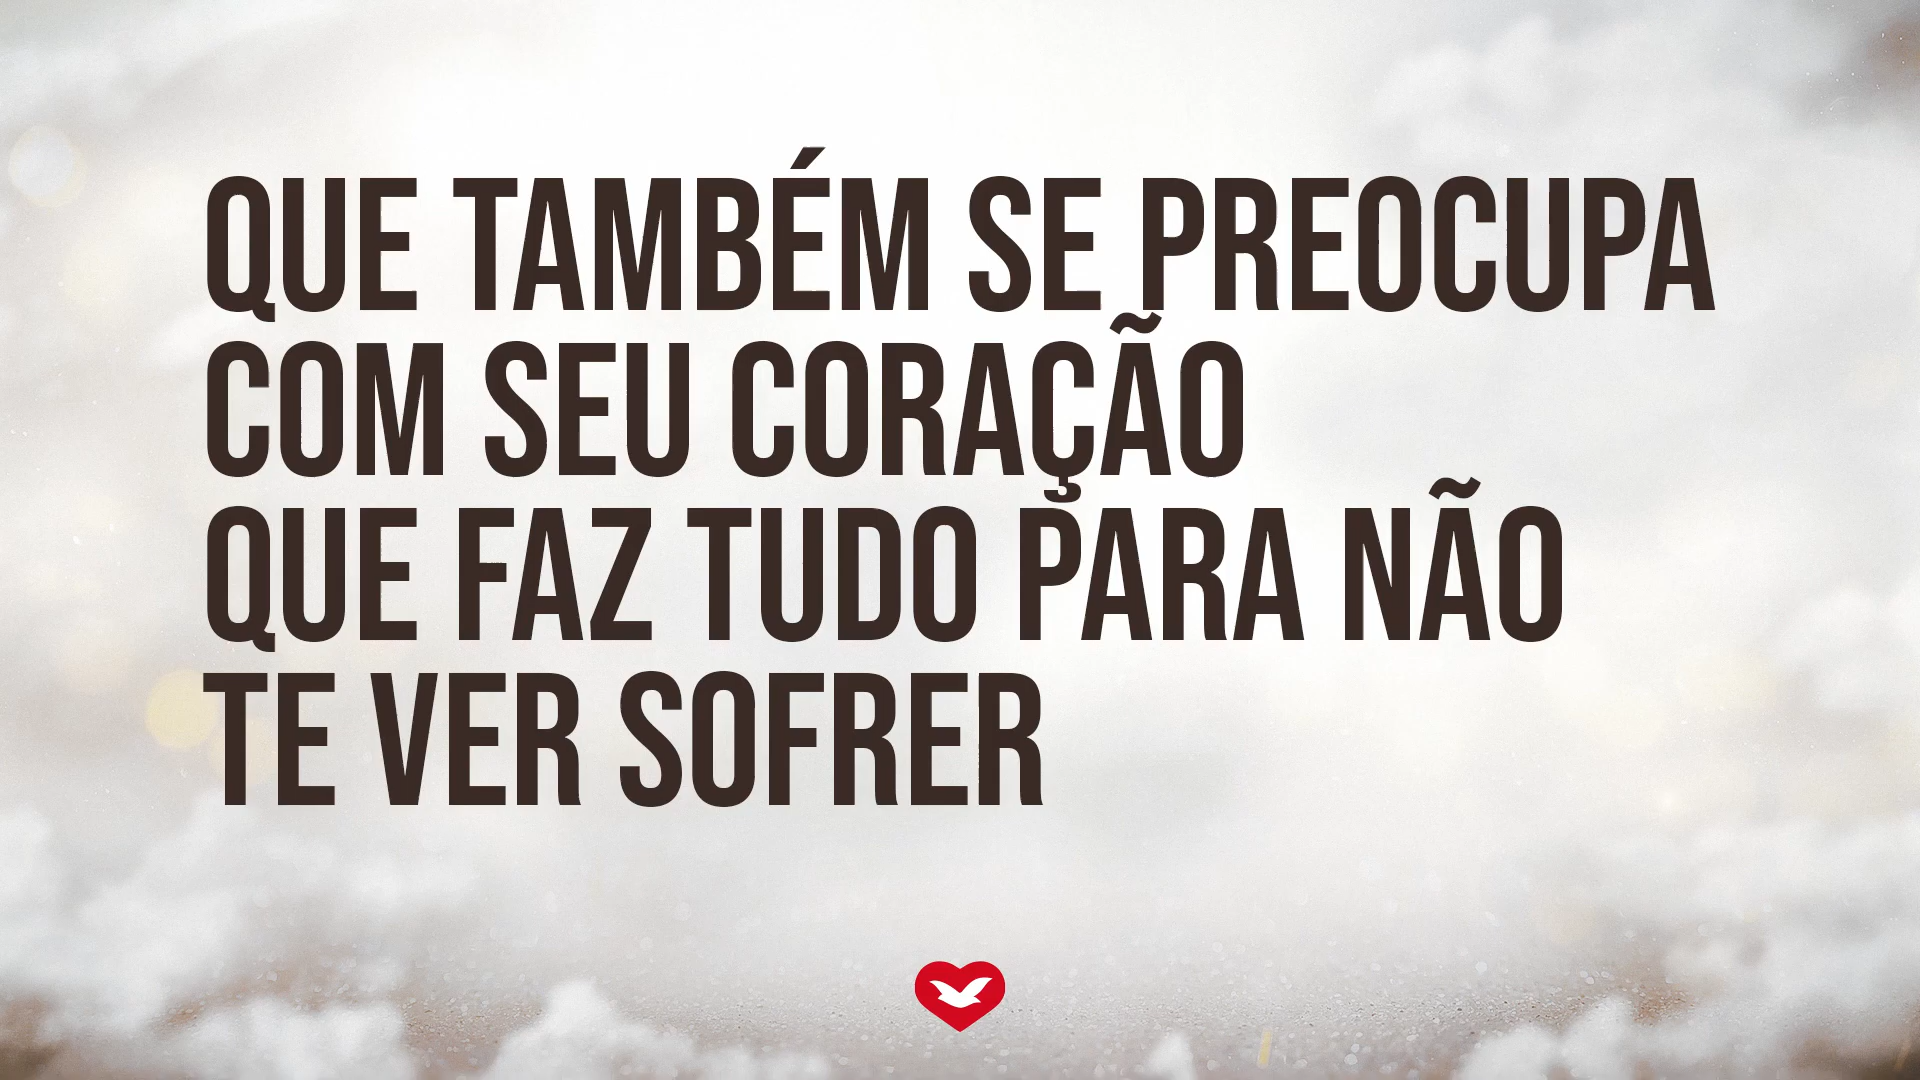 QUE TAMBÉM SE PREOCUPA
COM SEU CORAÇÃO
QUE FAZ TUDO PARA NÃO
TE VER SOFRER